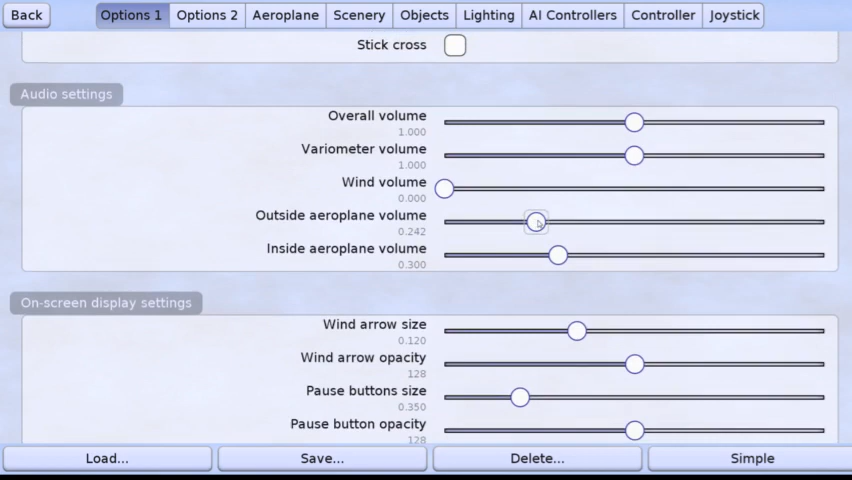 Back
Options 1
Options 2
Aeroplane
Scenery
Objects
Lighting
AI Controllers
Controller
Joystick
Stick cross
Audio settings
Overall volume
1.000
Variometer volume
1.000
Wind volume
0.000
Outside aeroplane volume
0.242
Inside aeroplane volume
0.300
On-screen display settings
Wind arrow size
0.120
Wind arrow opacity
128
Pause buttons size
0.350
Pause button opacity
128
Load...
Save...
Delete...
Simple